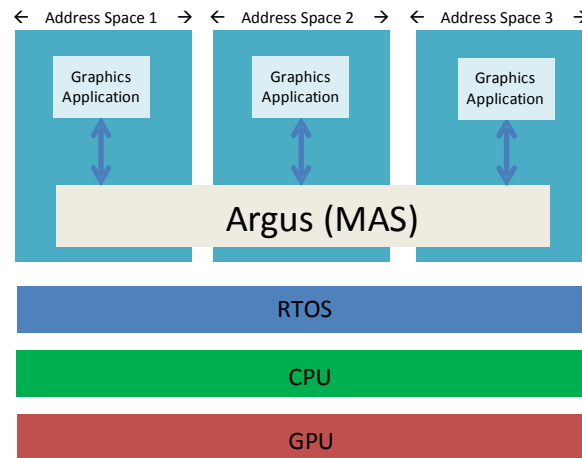 ← Address Space 1 → ← Address Space 2 → ← Address Space 3 →
Graphics Graphics Graphics
Application Application Application
Argus (MAS)
RTOS
CPU
GPU